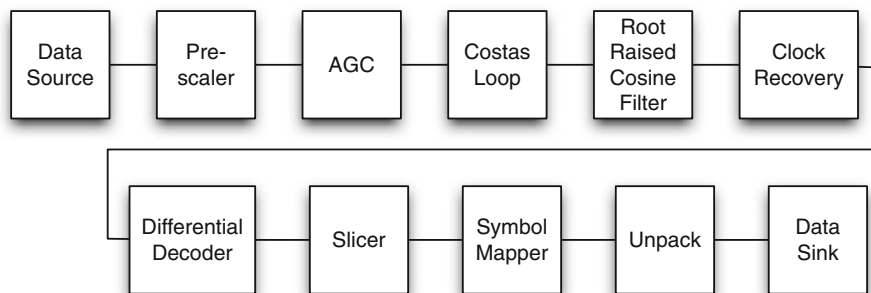 Data
Source
Pre-
scaler
AGC
Costas
Loop
Root
Raised
Cosine
Filter
Clock
Recovery
Differential
Decoder
Slicer
Symbol
Mapper
Unpack
Data
Sink